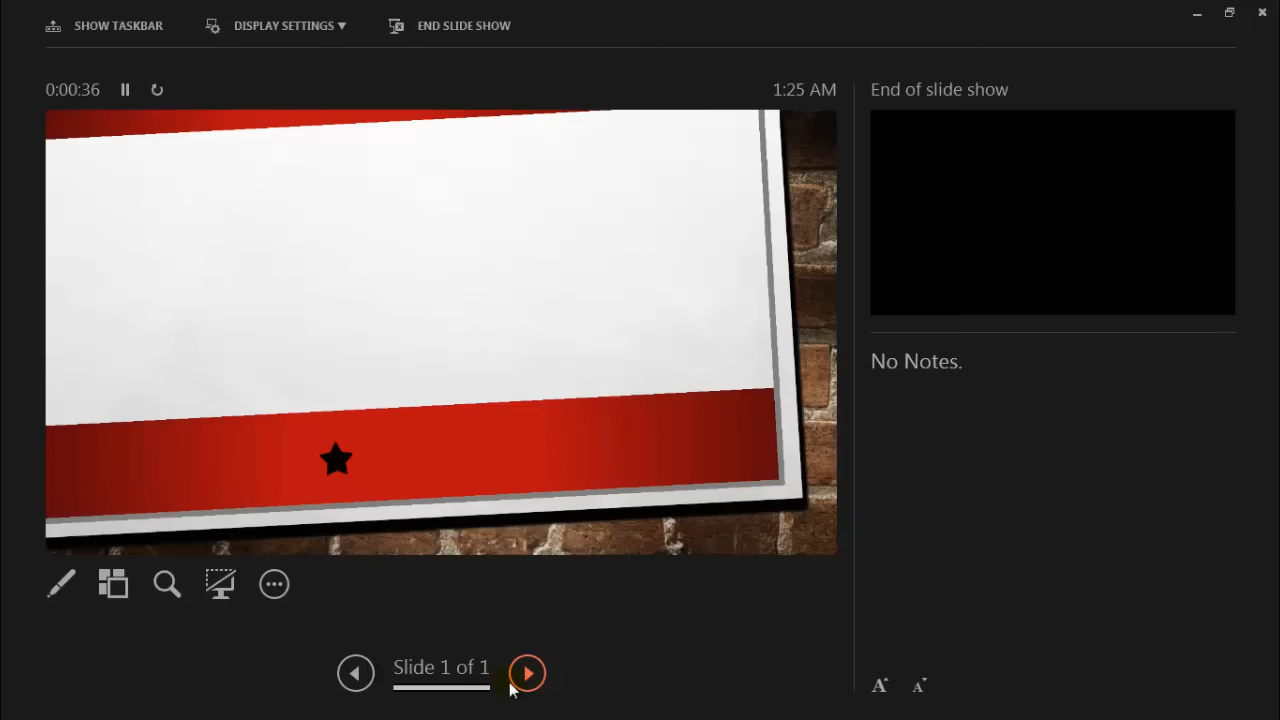 SHOW TASKBAR
DISPLAY SETTINGS ▼
END SLIDE SHOW
0:00:36
1:25 AM
End of slide show
No Notes.
Slide 1 of 1
A A